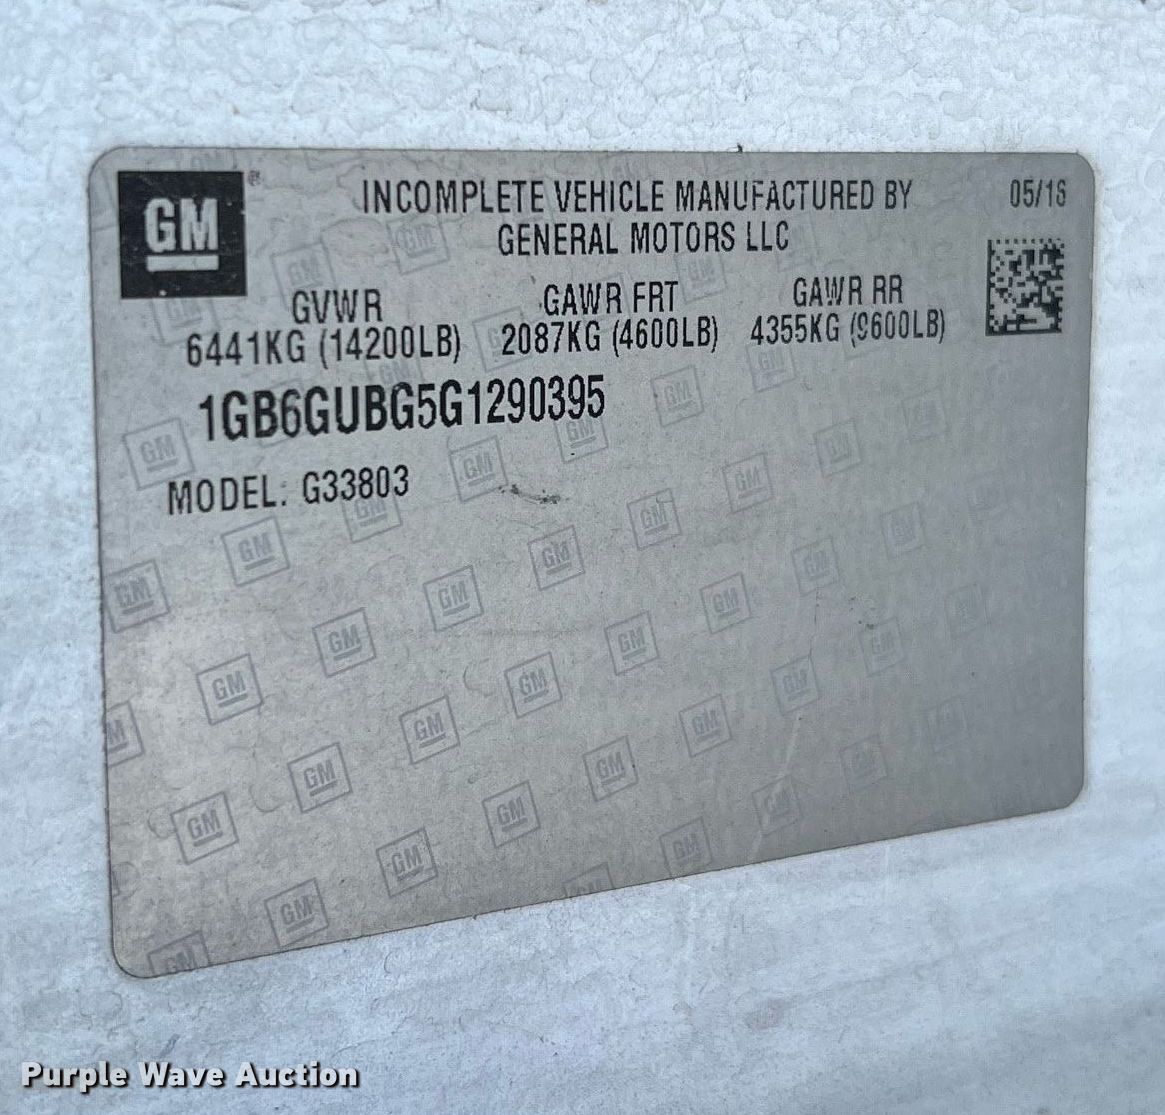 GM®
INCOMPLETE VEHICLE MANUFACTURED BY
GENERAL MOTORS LLC
05/16
GVWR
6441KG (14200LB)
GAWR FRT
2087KG (4600LB)
GAWR RR
4355KG (9600LB)
1GB6GUBG5G1290395
MODEL: G33803
Purple Wave Auction